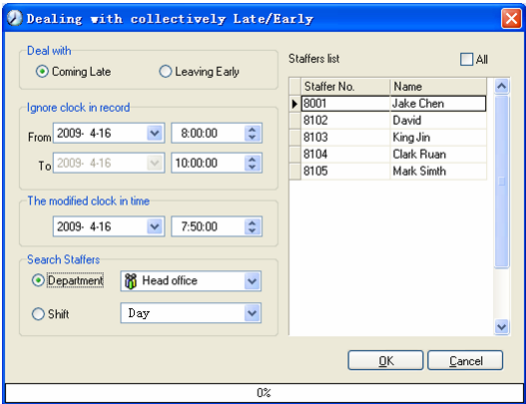 Dealing with collectively Late/Early
Deal with
Coming Late
Leaving Early
Ignore clock in record
From 2009- 4-16 8:00:00
To 2009- 4-16 10:00:00
The modified clock in time
2009- 4-16 7:50:00
Search Staffers
Department Head office
Shift Day
Staffers list All
Staffer No. Name
8001 Jake Chen
8102 David
8103 King Jin
8104 Clark Ruan
8105 Mark Simth
OK Cancel
0%